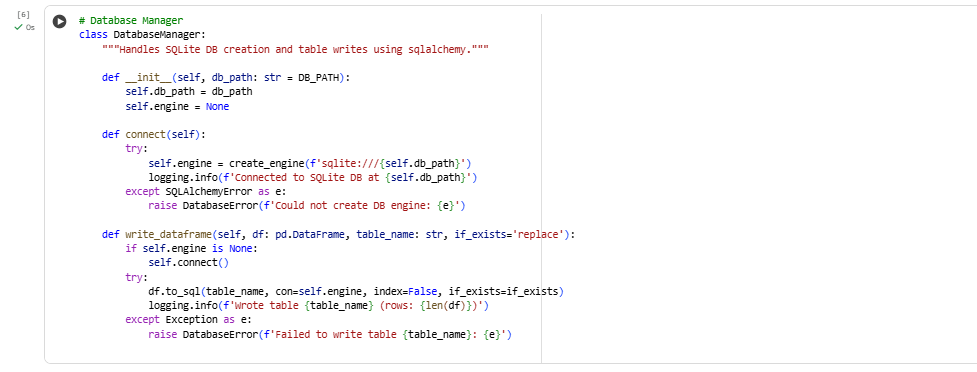 [6]
0s
# Database Manager
class DatabaseManager:
    """Handles SQLite DB creation and table writes using sqlalchemy."""

    def __init__(self, db_path: str = DB_PATH):
        self.db_path = db_path
        self.engine = None

    def connect(self):
        try:
            self.engine = create_engine(f'sqlite:///{self.db_path}')
            logging.info(f'Connected to SQLite DB at {self.db_path}')
        except SQLAlchemyError as e:
            raise DatabaseError(f'Could not create DB engine: {e}')

    def write_dataframe(self, df: pd.DataFrame, table_name: str, if_exists='replace'):
        if self.engine is None:
            self.connect()
        try:
            df.to_sql(table_name, con=self.engine, index=False, if_exists=if_exists)
            logging.info(f'Wrote table {table_name} (rows: {len(df)})')
        except Exception as e:
            raise DatabaseError(f'Failed to write table {table_name}: {e}')